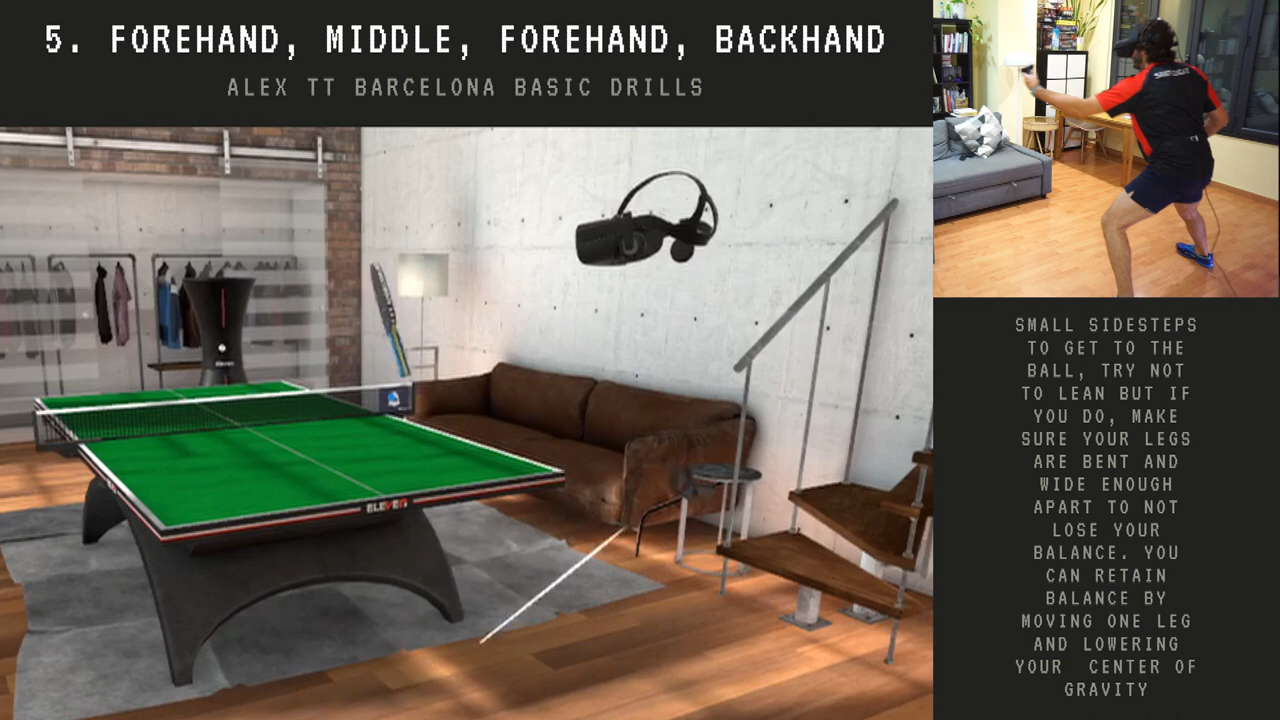 5. FOREHAND, MIDDLE, FOREHAND, BACKHAND
ALEX TT BARCELONA BASIC DRILLS
ELEVEN
SMALL SIDESTEPS
TO GET TO THE
BALL, TRY NOT
TO LEAN BUT IF
YOU DO, MAKE
SURE YOUR LEGS
ARE BENT AND
WIDE ENOUGH
APART TO NOT
LOSE YOUR
BALANCE. YOU
CAN RETAIN
BALANCE BY
MOVING ONE LEG
AND LOWERING
YOUR  CENTER OF
GRAVITY